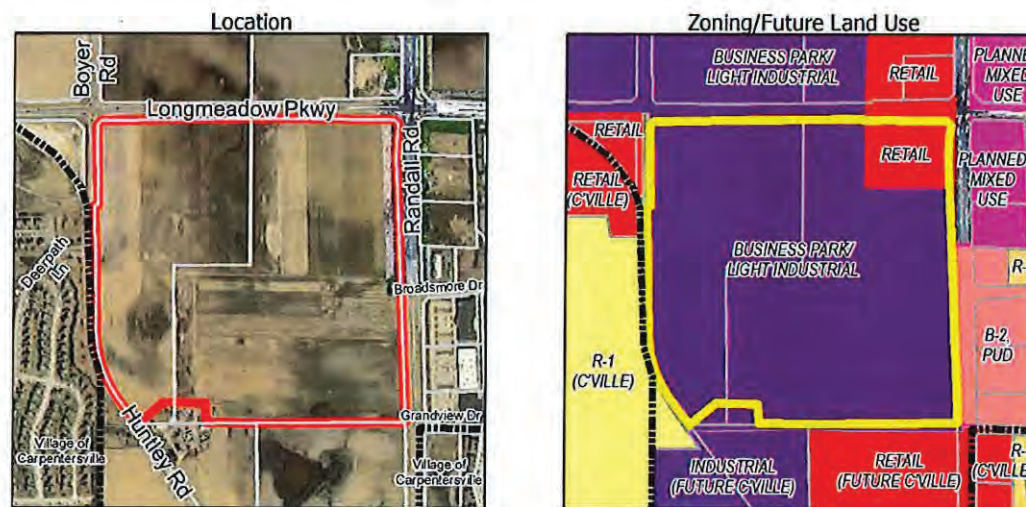 Location
Boyer
Rd
Longmeadow Pkwy
Randall Rd
Deerpath
Ln
Broadsmore Dr
Grandview Dr
Huntley Rd
Village of
Carpentersville
Village of
Carpentersville
Zoning/Future Land Use
BUSINESS PARK/
LIGHT INDUSTRIAL
RETAIL
PLANNE
MIXED
USE
RETAIL
RETAIL
(C'VILLE)
RETAIL
PLANNED
MIXED
USE
BUSINESS PARK/
LIGHT INDUSTRIAL
R-
B-2,
PUD
R-1
(C'VILLE)
INDUSTRIAL
(FUTURE C'VILLE)
RETAIL
(FUTURE C'VILLE)
R-
(C'VILLE)